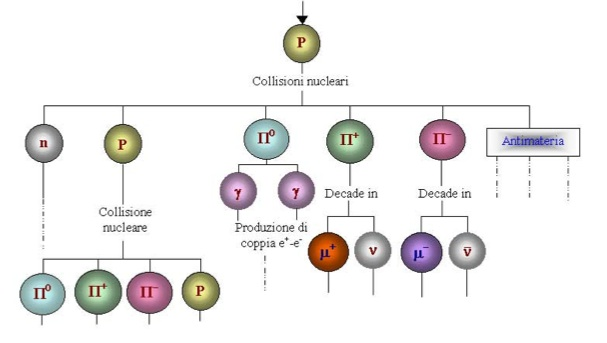 P
Collisioni nucleari
n
P
Π⁰
Π⁺
Π⁻
Antimateria
γ
γ
Decade in
Decade in
Collisione
nucleare
Produzione di
coppia e⁺-e⁻
μ⁺
ν
μ⁻
ν̄
Π⁰
Π⁺
Π⁻
P